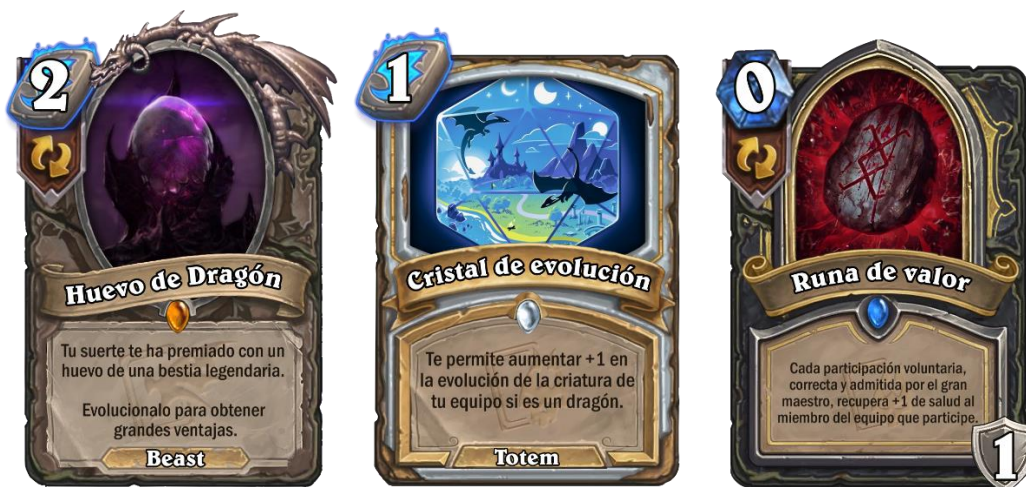 2
Huevo de Dragón
Tu suerte te ha premiado con un
huevo de una bestia legendaria.
Evolucionalo para obtener
grandes ventajas.
Beast
1
Cristal de evolución
Te permite aumentar +1 en
la evolución de la criatura de
tu equipo si es un dragón.
Totem
0
Runa de valor
Cada participación voluntaria,
correcta y admitida por el gran
maestro, recupera +1 de salud al
miembro del equipo que participe.
1